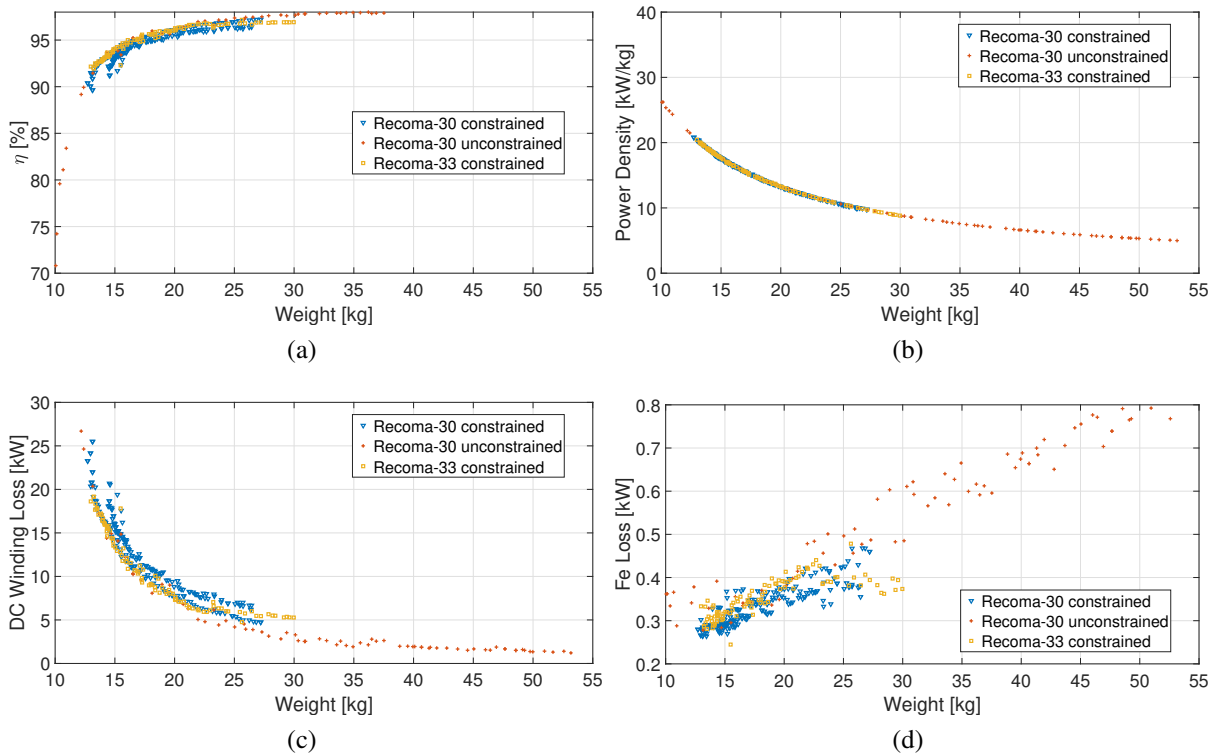 95
90
85
80
75
70
η [%]
Recoma-30 constrained
Recoma-30 unconstrained
Recoma-33 constrained
10 15 20 25 30 35 40 45 50 55
Weight [kg]
(a)
40
30
20
10
0
Power Density [kW/kg]
Recoma-30 constrained
Recoma-30 unconstrained
Recoma-33 constrained
10 15 20 25 30 35 40 45 50 55
Weight [kg]
(b)
30
25
20
15
10
5
0
DC Winding Loss [kW]
Recoma-30 constrained
Recoma-30 unconstrained
Recoma-33 constrained
10 15 20 25 30 35 40 45 50 55
Weight [kg]
(c)
0.8
0.7
0.6
0.5
0.4
0.3
0.2
Fe Loss [kW]
Recoma-30 constrained
Recoma-30 unconstrained
Recoma-33 constrained
10 15 20 25 30 35 40 45 50 55
Weight [kg]
(d)